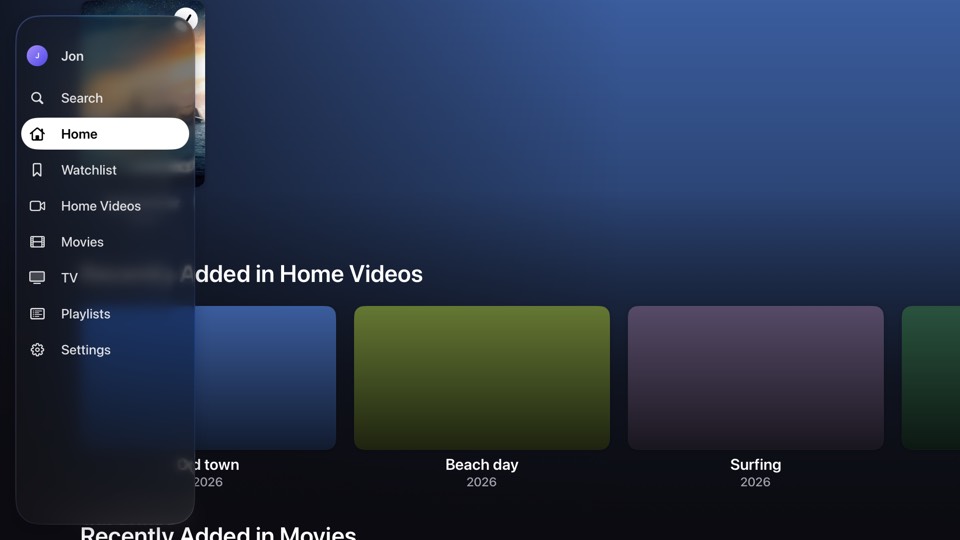 J Jon
Search
Home
Watchlist
Home Videos
Movies
TV
Playlists
Settings
Added in Home Videos
town
2026
Beach day
2026
Surfing
2026
Recently Added in Movies